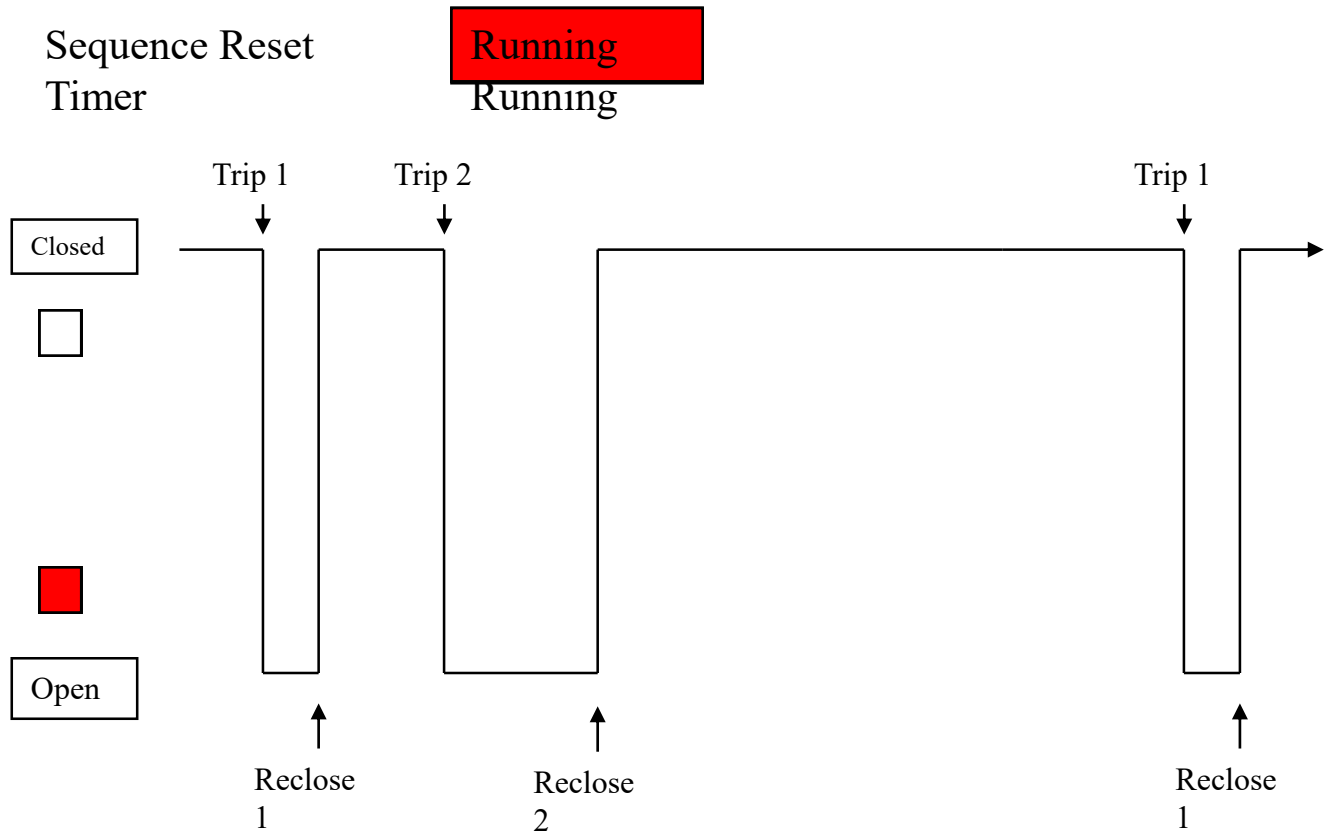 Sequence Reset
Timer
Running
Running
Trip 1
Trip 2
Trip 1
Closed
Open
Reclose
1
Reclose
2
Reclose
1